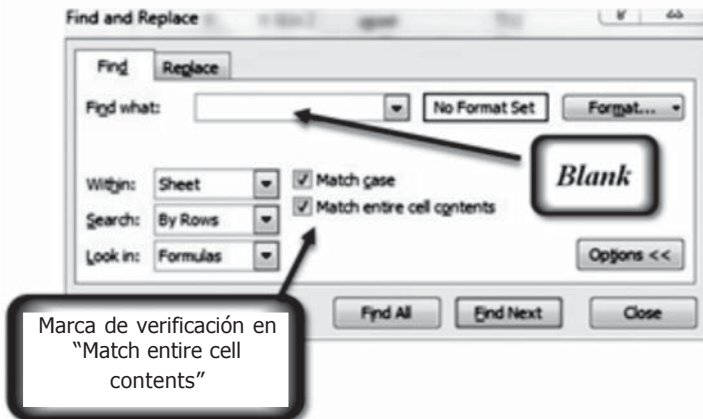 Find and Replace
Find
Replace
Find what:
No Format Set
Format...
Blank
Within: Sheet
Match case
Match entire cell contents
Search: By Rows
Look in: Formulas
Options <<
Find All
Find Next
Close
Marca de verificación en
“Match entire cell
contents”